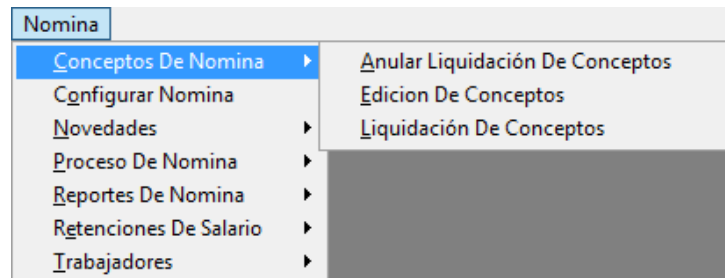 Nomina
Conceptos De Nomina
Configurar Nomina
Novedades
Proceso De Nomina
Reportes De Nomina
Retenciones De Salario
Trabajadores
Anular Liquidación De Conceptos
Edicion De Conceptos
Liquidación De Conceptos